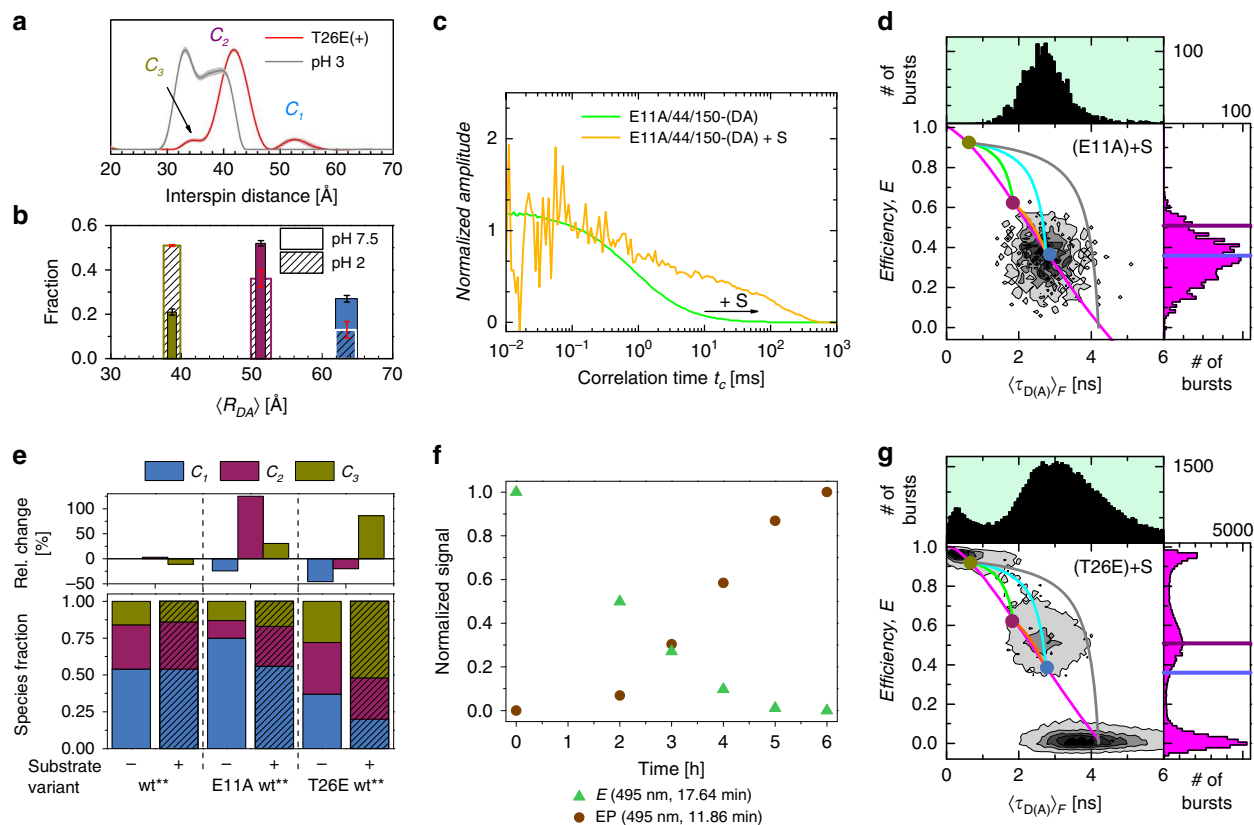 a
C2
T26E(+)
pH 3
C3
C1
20 30 40 50 60 70
Interspin distance [Å]
b
0.6
0.4
0.2
0.0
Fraction
pH 7.5
pH 2
30 40 50 60 70
⟨R_DA⟩ [Å]
c
E11A/44/150-(DA)
E11A/44/150-(DA) + S
2
1
0
Normalized amplitude
+ S
10⁻² 10⁻¹ 10⁰ 10¹ 10² 10³
Correlation time t_c [ms]
d
# of bursts
100
100
(E11A)+S
1.0
0.8
0.6
0.4
0.2
0.0
Efficiency, E
0 2 4 6
⟨τ_D(A)⟩_F [ns]
# of bursts
e
C1 C2 C3
Rel. change [%]
100
50
0
−50
Species fraction
1.00
0.75
0.50
0.25
0.00
Substrate − + − + − +
variant wt** E11A wt** T26E wt**
f
Normalized signal
1.0
0.8
0.6
0.4
0.2
0.0
0 1 2 3 4 5 6
Time [h]
E (495 nm, 17.64 min)
EP (495 nm, 11.86 min)
g
# of bursts
1500
5000
(T26E)+S
1.0
0.8
0.6
0.4
0.2
0.0
Efficiency, E
0 2 4 6
⟨τ_D(A)⟩_F [ns]
# of bursts